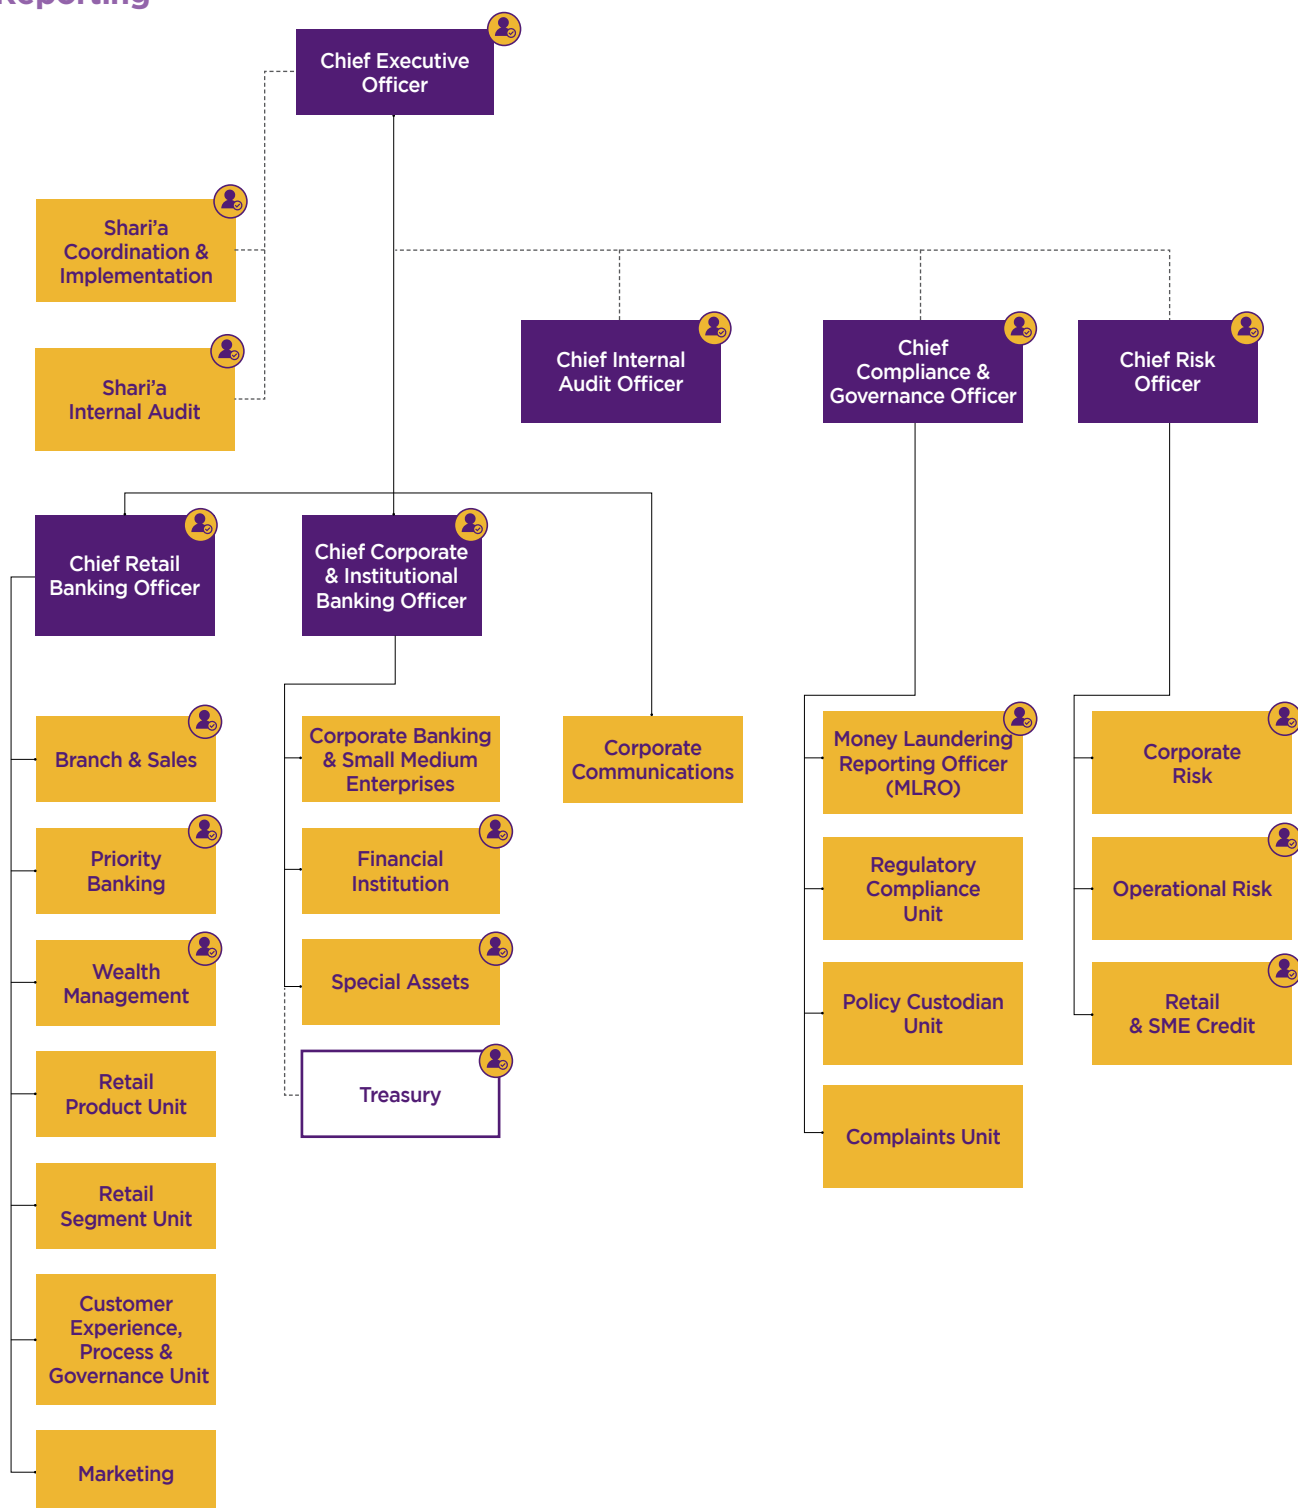 Reporting
Chief Executive
Officer
Shari’a
Coordination &
Implementation
Shari’a
Internal Audit
Chief Internal
Audit Officer
Chief
Compliance &
Governance Officer
Chief Risk
Officer
Chief Retail
Banking Officer
Chief Corporate
& Institutional
Banking Officer
Branch & Sales
Priority
Banking
Wealth
Management
Retail
Product Unit
Retail
Segment Unit
Customer
Experience,
Process &
Governance Unit
Marketing
Corporate Banking
& Small Medium
Enterprises
Financial
Institution
Special Assets
Treasury
Corporate
Communications
Money Laundering
Reporting Officer
(MLRO)
Regulatory
Compliance
Unit
Policy Custodian
Unit
Complaints Unit
Corporate
Risk
Operational Risk
Retail
& SME Credit